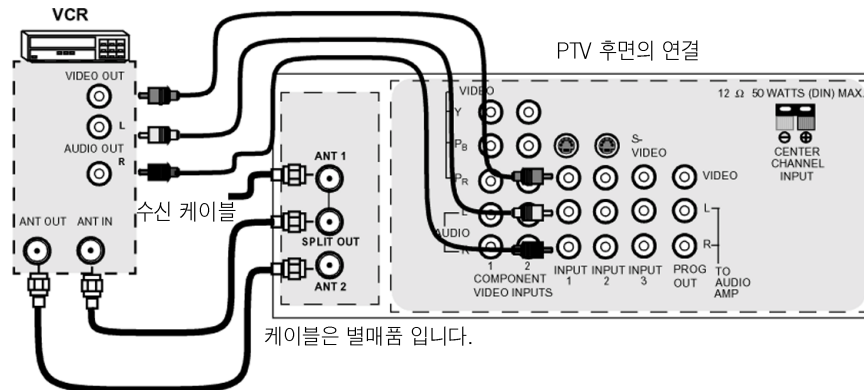 VCR
PTV 후면의 연결
VIDEO OUT
L
AUDIO OUT
R
ANT OUT
ANT IN
수신 케이블
ANT 1
SPLIT OUT
ANT 2
VIDEO
Y
PB
PR
L
AUDIO
R
1
2
COMPONENT
VIDEO INPUTS
S-
VIDEO
INPUT
1
INPUT
2
INPUT
3
PROG
OUT
VIDEO
L
R
TO
AUDIO
AMP
12 Ω 50 WATTS (DIN) MAX.
CENTER
CHANNEL
INPUT
케이블은 별매품 입니다.